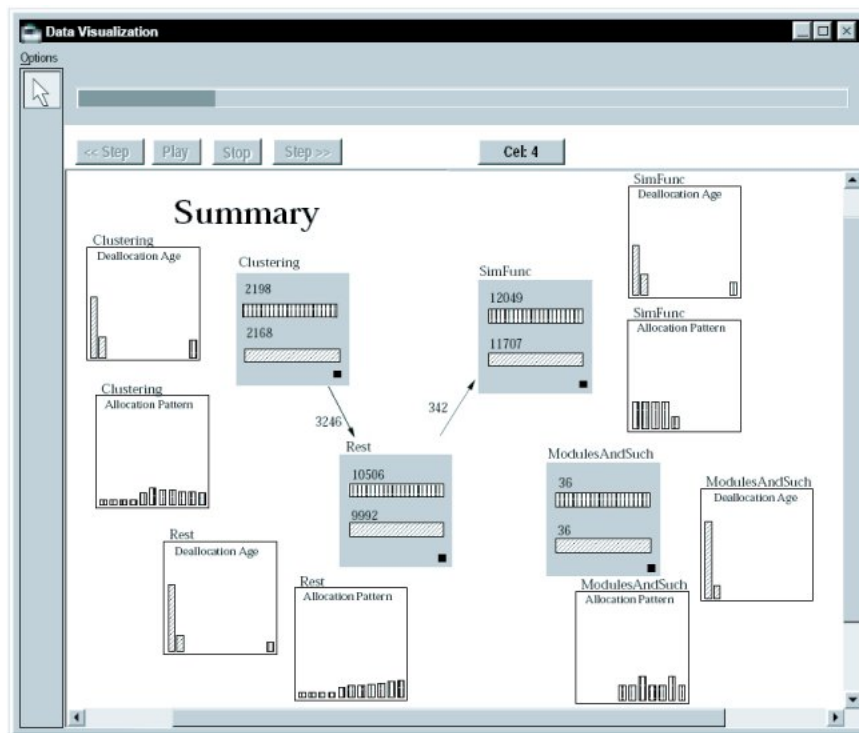 Data Visualization
Options
<< Step
Play
Stop
Step >>
Cel: 4
Summary
Clustering
Deallocation Age
Clustering
2198
2168
SimFunc
12049
11707
SimFunc
Deallocation Age
SimFunc
Allocation Pattern
Clustering
Allocation Pattern
3246
342
Rest
10506
9992
ModulesAndSuch
36
36
ModulesAndSuch
Deallocation Age
Rest
Deallocation Age
Rest
Allocation Pattern
ModulesAndSuch
Allocation Pattern